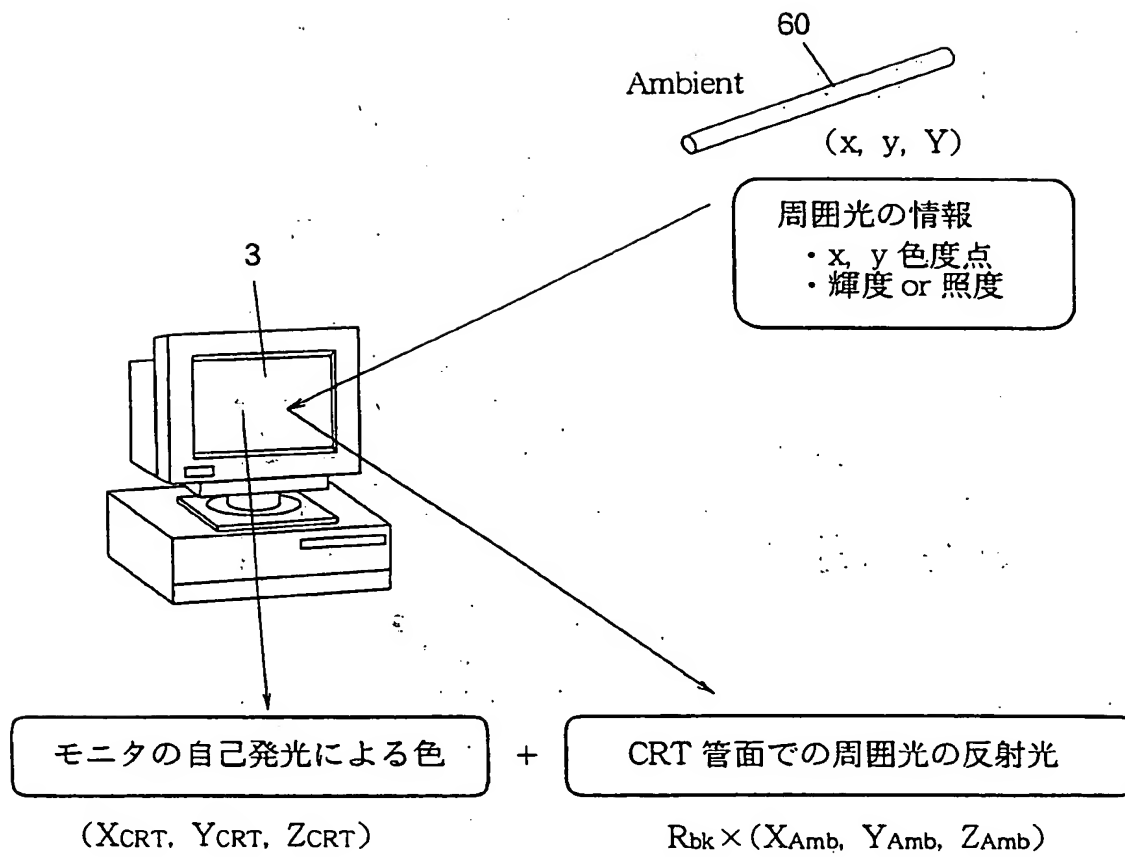 60
Ambient
(x, y, Y)
周囲光の情報
・x, y 色度点
・輝度 or 照度
3
モニタの自己発光による色 + CRT 管面での周囲光の反射光
(XCRT, YCRT, ZCRT) Rbk×(XAmb, YAmb, ZAmb)